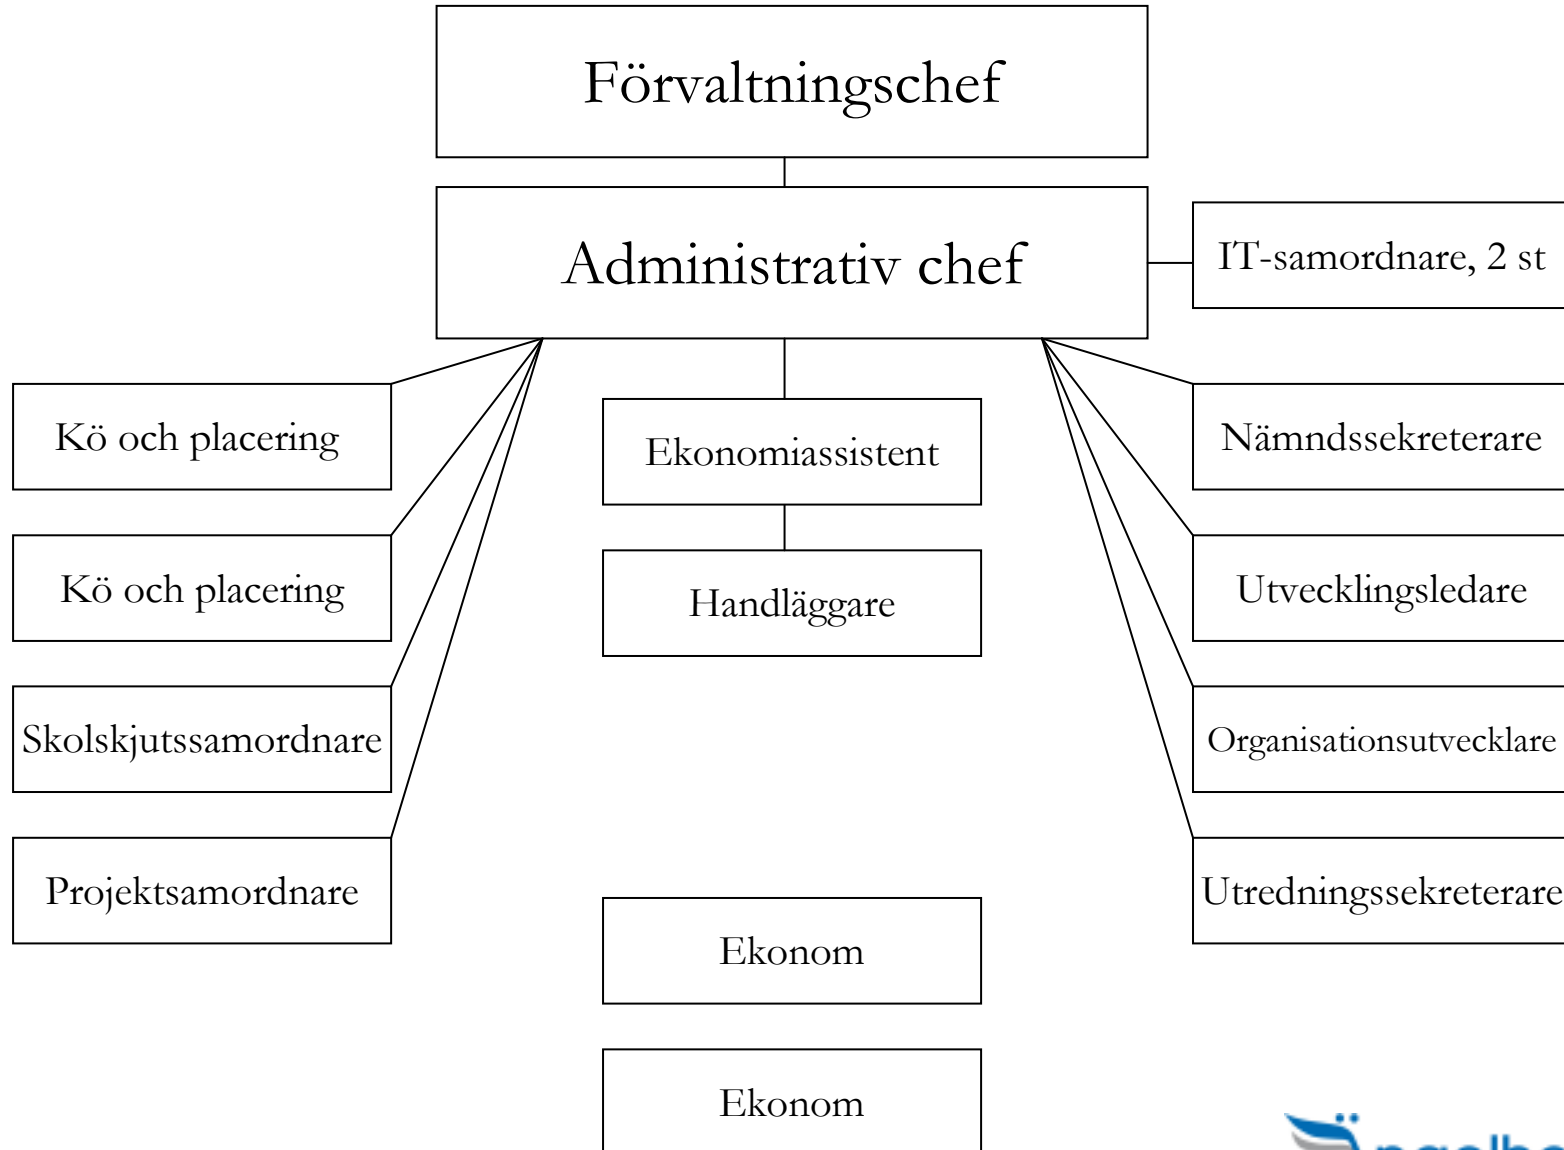 Förvaltningschef
Administrativ chef
IT-samordnare, 2 st
Kö och placering
Ekonomiassistent
Nämndssekreterare
Kö och placering
Handläggare
Utvecklingsledare
Skolskjutssamordnare
Organisationsutvecklare
Projektsamordnare
Utredningssekreterare
Ekonom
Ekonom